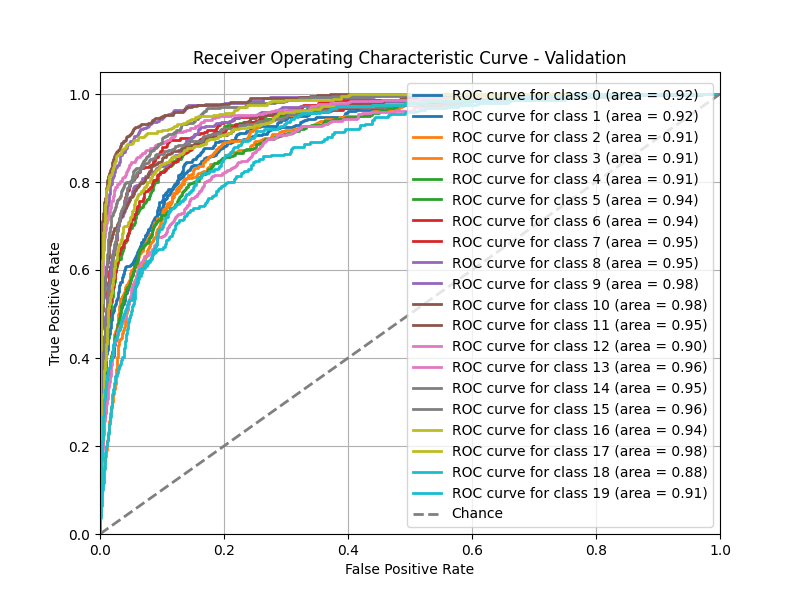 Receiver Operating Characteristic Curve - Validation
True Positive Rate
1.0
0.8
0.6
0.4
0.2
0.0
ROC curve for class 0 (area = 0.92)
ROC curve for class 1 (area = 0.92)
ROC curve for class 2 (area = 0.91)
ROC curve for class 3 (area = 0.91)
ROC curve for class 4 (area = 0.91)
ROC curve for class 5 (area = 0.94)
ROC curve for class 6 (area = 0.94)
ROC curve for class 7 (area = 0.95)
ROC curve for class 8 (area = 0.95)
ROC curve for class 9 (area = 0.98)
ROC curve for class 10 (area = 0.98)
ROC curve for class 11 (area = 0.95)
ROC curve for class 12 (area = 0.90)
ROC curve for class 13 (area = 0.96)
ROC curve for class 14 (area = 0.95)
ROC curve for class 15 (area = 0.96)
ROC curve for class 16 (area = 0.94)
ROC curve for class 17 (area = 0.98)
ROC curve for class 18 (area = 0.88)
ROC curve for class 19 (area = 0.91)
Chance
0.0 0.2 0.4 0.6 0.8 1.0
False Positive Rate